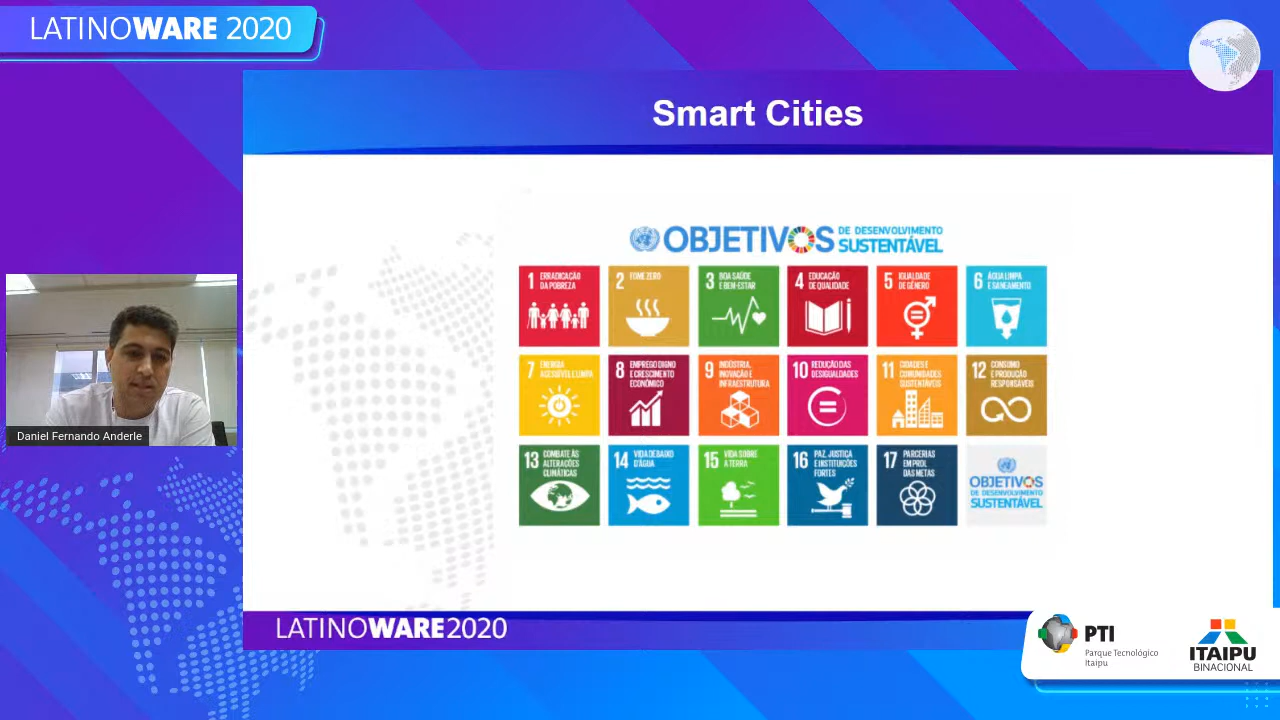 LATINOWARE 2020
Smart Cities
OBJETIVOS
DE DESENVOLVIMENTO
SUSTENTÁVEL
1 ERRADICAÇÃO
DA POBREZA
2 FOME ZERO
3 BOA SAÚDE
E BEM-ESTAR
4 EDUCAÇÃO
DE QUALIDADE
5 IGUALDADE
DE GÊNERO
6 ÁGUA LIMPA
E SANEAMENTO
7 ENERGIA
ACESSÍVEL E LIMPA
8 EMPREGO DIGNO
E CRESCIMENTO
ECONÔMICO
9 INDÚSTRIA,
INOVAÇÃO E
INFRAESTRUTURA
10 REDUÇÃO DAS
DESIGUALDADES
11 CIDADES E
COMUNIDADES
SUSTENTÁVEIS
12 CONSUMO
E PRODUÇÃO
RESPONSÁVEIS
13 COMBATE ÀS
ALTERAÇÕES
CLIMÁTICAS
14 VIDA DEBAIXO
D'ÁGUA
15 VIDA SOBRE
A TERRA
16 PAZ, JUSTIÇA
E INSTITUIÇÕES
FORTES
17 PARCERIAS
EM PROL
DAS METAS
OBJETIVOS
DE DESENVOLVIMENTO
SUSTENTÁVEL
Daniel Fernando Anderle
LATINOWARE2020
PTI
Parque Tecnológico
Itaipu
ITAIPU
BINACIONAL